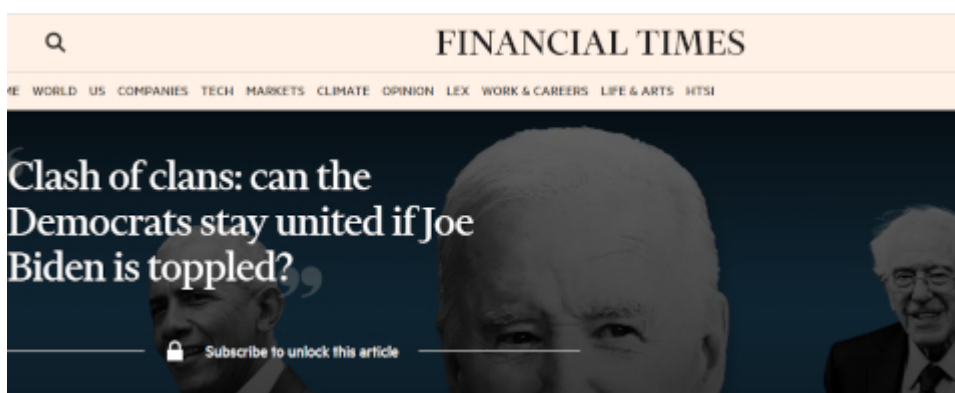 FINANCIAL TIMES
ME WORLD US COMPANIES TECH MARKETS CLIMATE OPINION LEX WORK & CAREERS LIFE & ARTS HTSI
Clash of clans: can the
Democrats stay united if Joe
Biden is toppled?
Subscribe to unlock this article